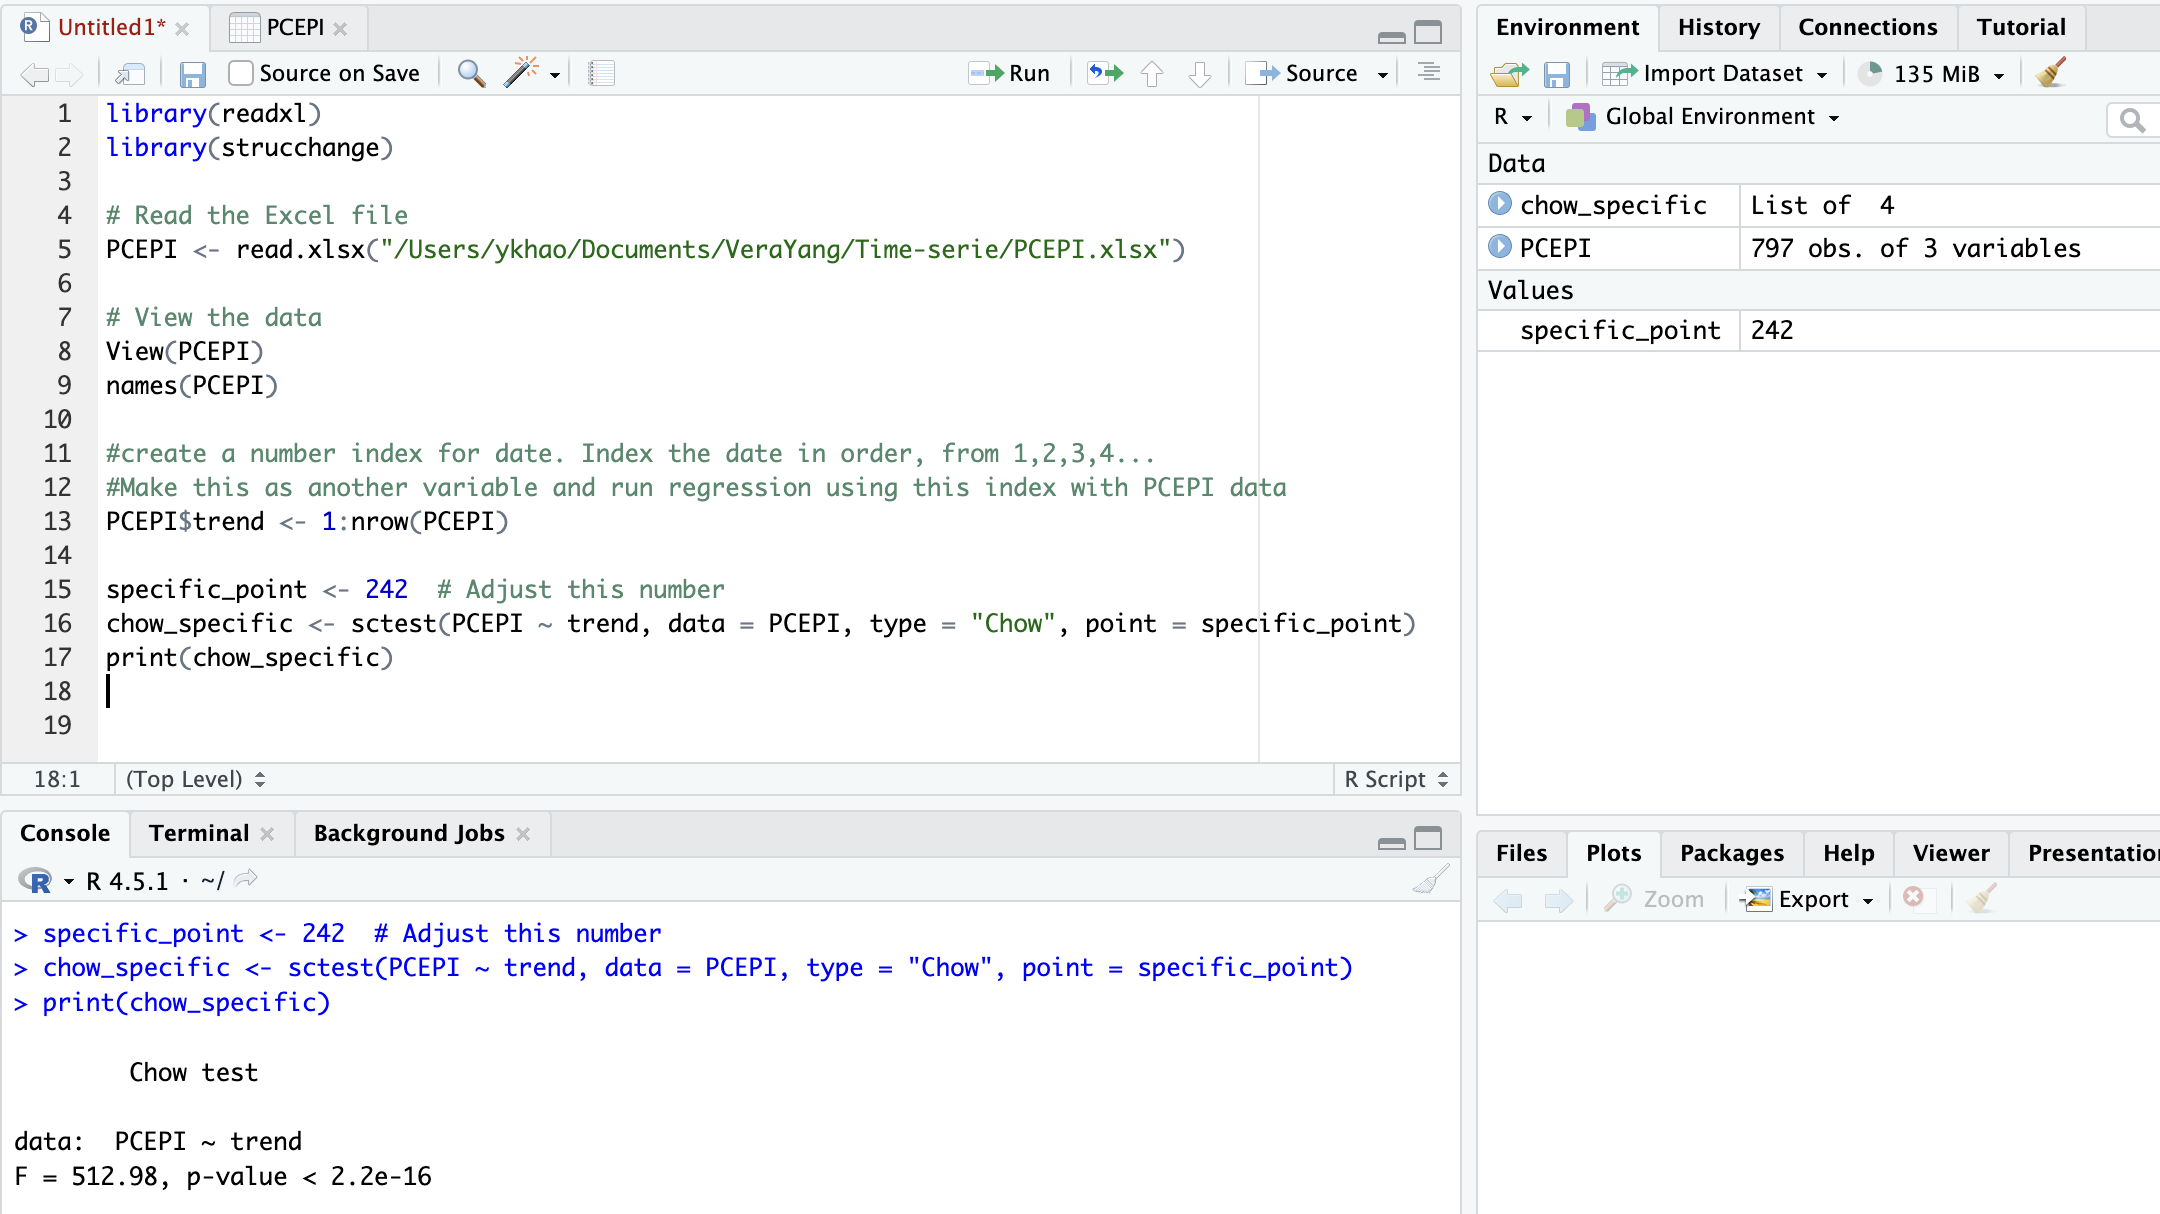 Untitled1*
PCEPI
Source on Save
Run
Source
1 library(readxl)
2 library(strucchange)
3
4 # Read the Excel file
5 PCEPI <- read.xlsx("/Users/ykhao/Documents/VeraYang/Time-serie/PCEPI.xlsx")
6
7 # View the data
8 View(PCEPI)
9 names(PCEPI)
10
11 #create a number index for date. Index the date in order, from 1,2,3,4...
12 #Make this as another variable and run regression using this index with PCEPI data
13 PCEPI$trend <- 1:nrow(PCEPI)
14
15 specific_point <- 242  # Adjust this number
16 chow_specific <- sctest(PCEPI ~ trend, data = PCEPI, type = "Chow", point = specific_point)
17 print(chow_specific)
18
19
18:1 (Top Level) R Script
Console Terminal Background Jobs
R 4.5.1 · ~/
> specific_point <- 242  # Adjust this number
> chow_specific <- sctest(PCEPI ~ trend, data = PCEPI, type = "Chow", point = specific_point)
> print(chow_specific)
Chow test
data:  PCEPI ~ trend
F = 512.98, p-value < 2.2e-16
Environment History Connections Tutorial
Import Dataset 135 MiB
R Global Environment
Data
chow_specific List of  4
PCEPI 797 obs. of 3 variables
Values
specific_point 242
Files Plots Packages Help Viewer Presentatio
Zoom Export